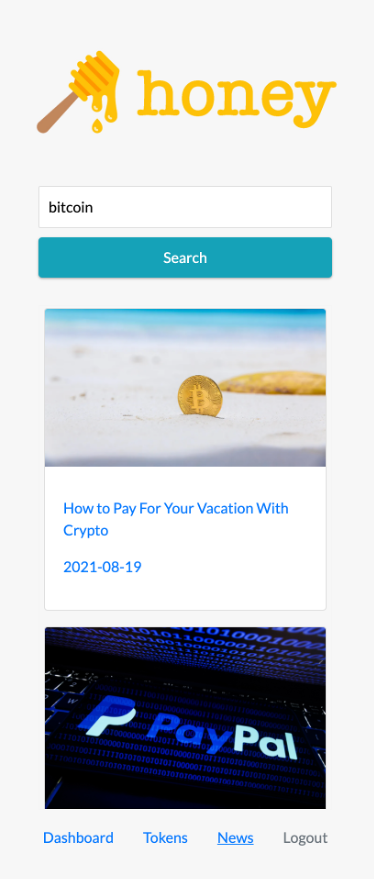 honey
bitcoin
Search
How to Pay For Your Vacation With
Crypto
2021-08-19
PayPal
Dashboard Tokens News Logout